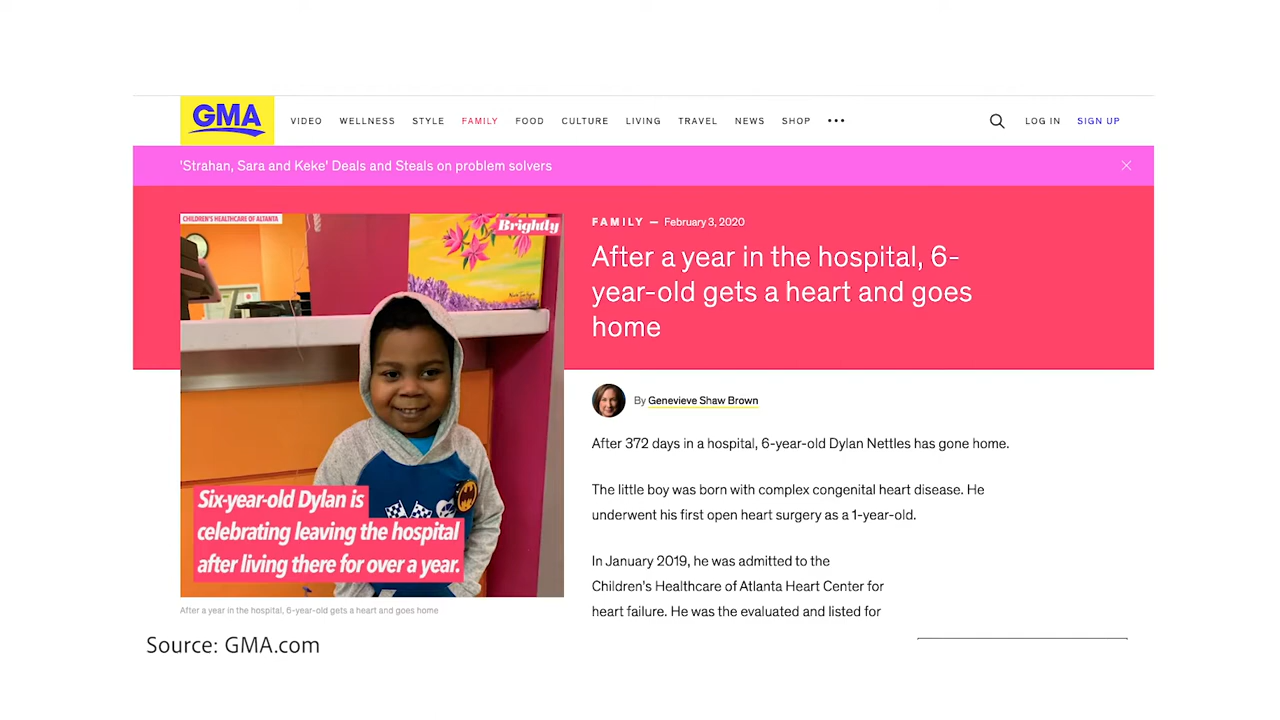 GMA
VIDEO WELLNESS STYLE FAMILY FOOD CULTURE LIVING TRAVEL NEWS SHOP ••• LOG IN SIGN UP
'Strahan, Sara and Keke' Deals and Steals on problem solvers
CHILDREN'S HEALTHCARE OF ALTANTA
Brightly
Six-year-old Dylan is
celebrating leaving the hospital
after living there for over a year.
After a year in the hospital, 6-year-old gets a heart and goes home
FAMILY — February 3, 2020
After a year in the hospital, 6-
year-old gets a heart and goes
home
By Genevieve Shaw Brown
After 372 days in a hospital, 6-year-old Dylan Nettles has gone home.
The little boy was born with complex congenital heart disease. He
underwent his first open heart surgery as a 1-year-old.
In January 2019, he was admitted to the
Children's Healthcare of Atlanta Heart Center for
heart failure. He was the evaluated and listed for
Source: GMA.com